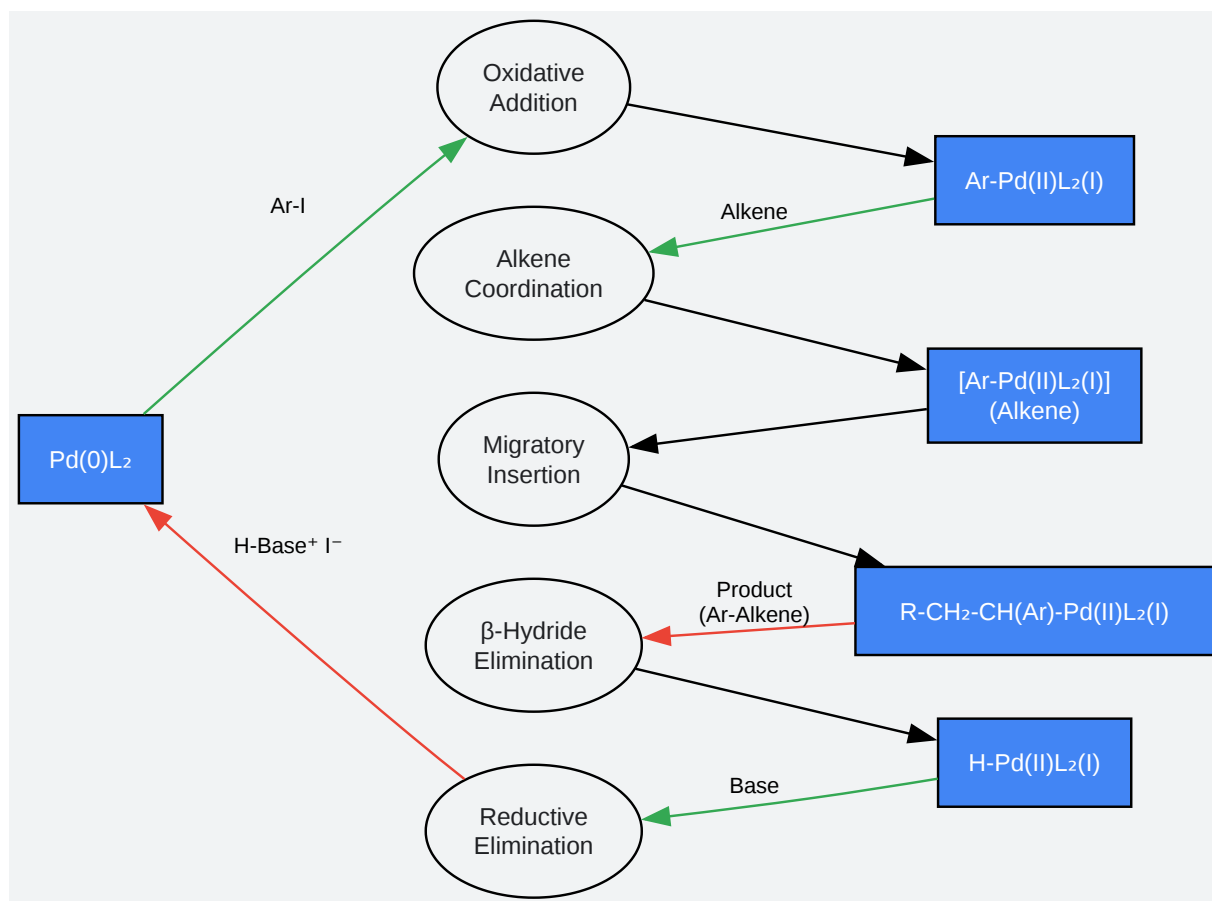 Oxidative
Addition
Ar-Pd(II)L₂(I)
Ar-I
Alkene
Alkene
Coordination
[Ar-Pd(II)L₂(I)]
(Alkene)
Pd(0)L₂
Migratory
Insertion
H-Base⁺ I⁻
Product
(Ar-Alkene)
R-CH₂-CH(Ar)-Pd(II)L₂(I)
β-Hydride
Elimination
H-Pd(II)L₂(I)
Base
Reductive
Elimination